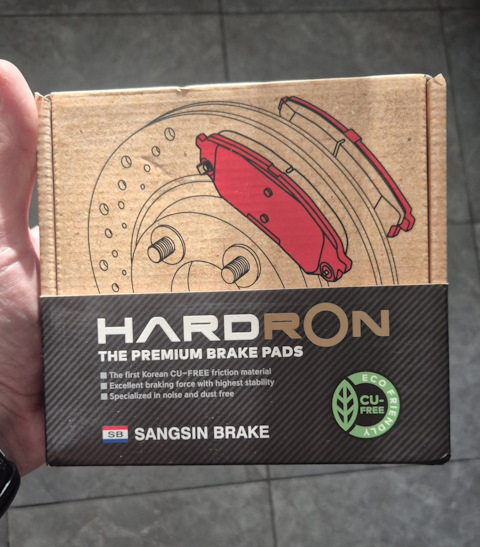 HARDRON
THE PREMIUM BRAKE PADS
The first Korean CU-FREE friction material
Excellent braking force with highest stability
Specialized in noise and dust free
ECO FRIENDLY
CU-
FREE
SB
SANGSIN BRAKE